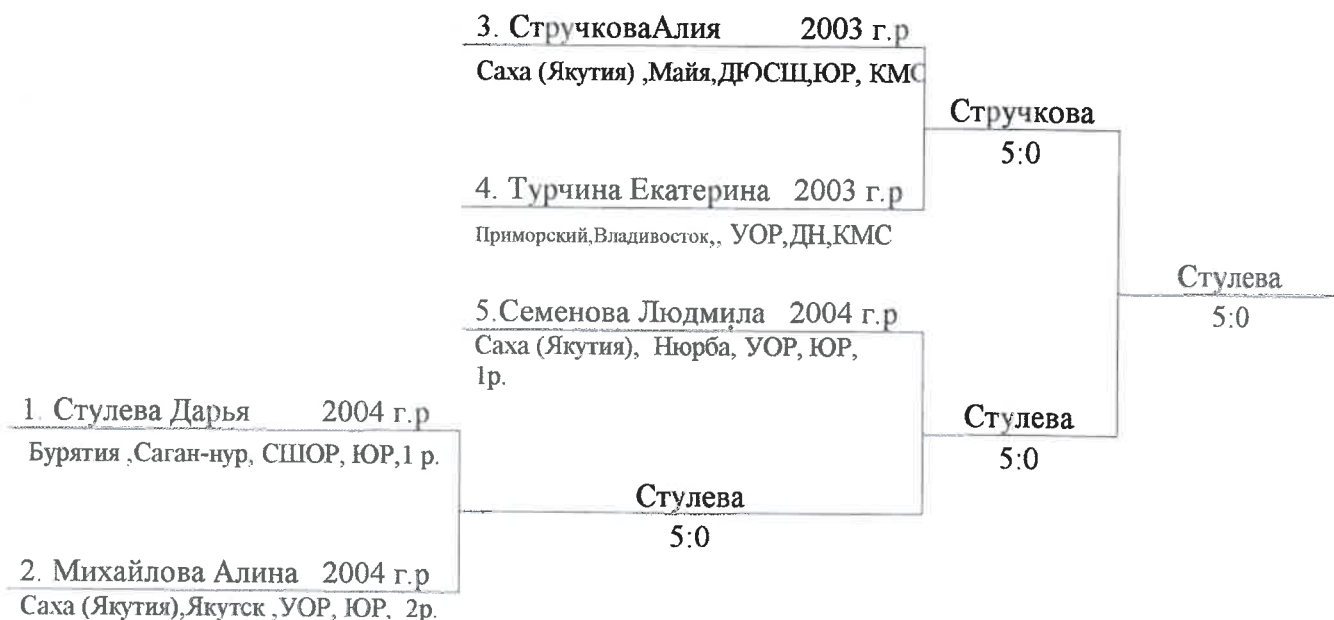 3. СтручковаАлия 2003 г.р
Саха (Якутия) ,Майя,ДЮСЩ,ЮР, КМС
Стручкова
5:0
4. Турчина Екатерина 2003 г.р
Приморский,Владивосток,, УОР,ДН,КМС
Стулева
5:0
5.Семенова Людмила 2004 г.р
Саха (Якутия), Нюрба, УОР, ЮР,
1р.
1. Стулева Дарья 2004 г.р
Бурятия ,Саган-нур, СШОР, ЮР,1 р.
Стулева
5:0
Стулева
5:0
2. Михайлова Алина 2004 г.р
Саха (Якутия),Якутск ,УОР, ЮР, 2р.